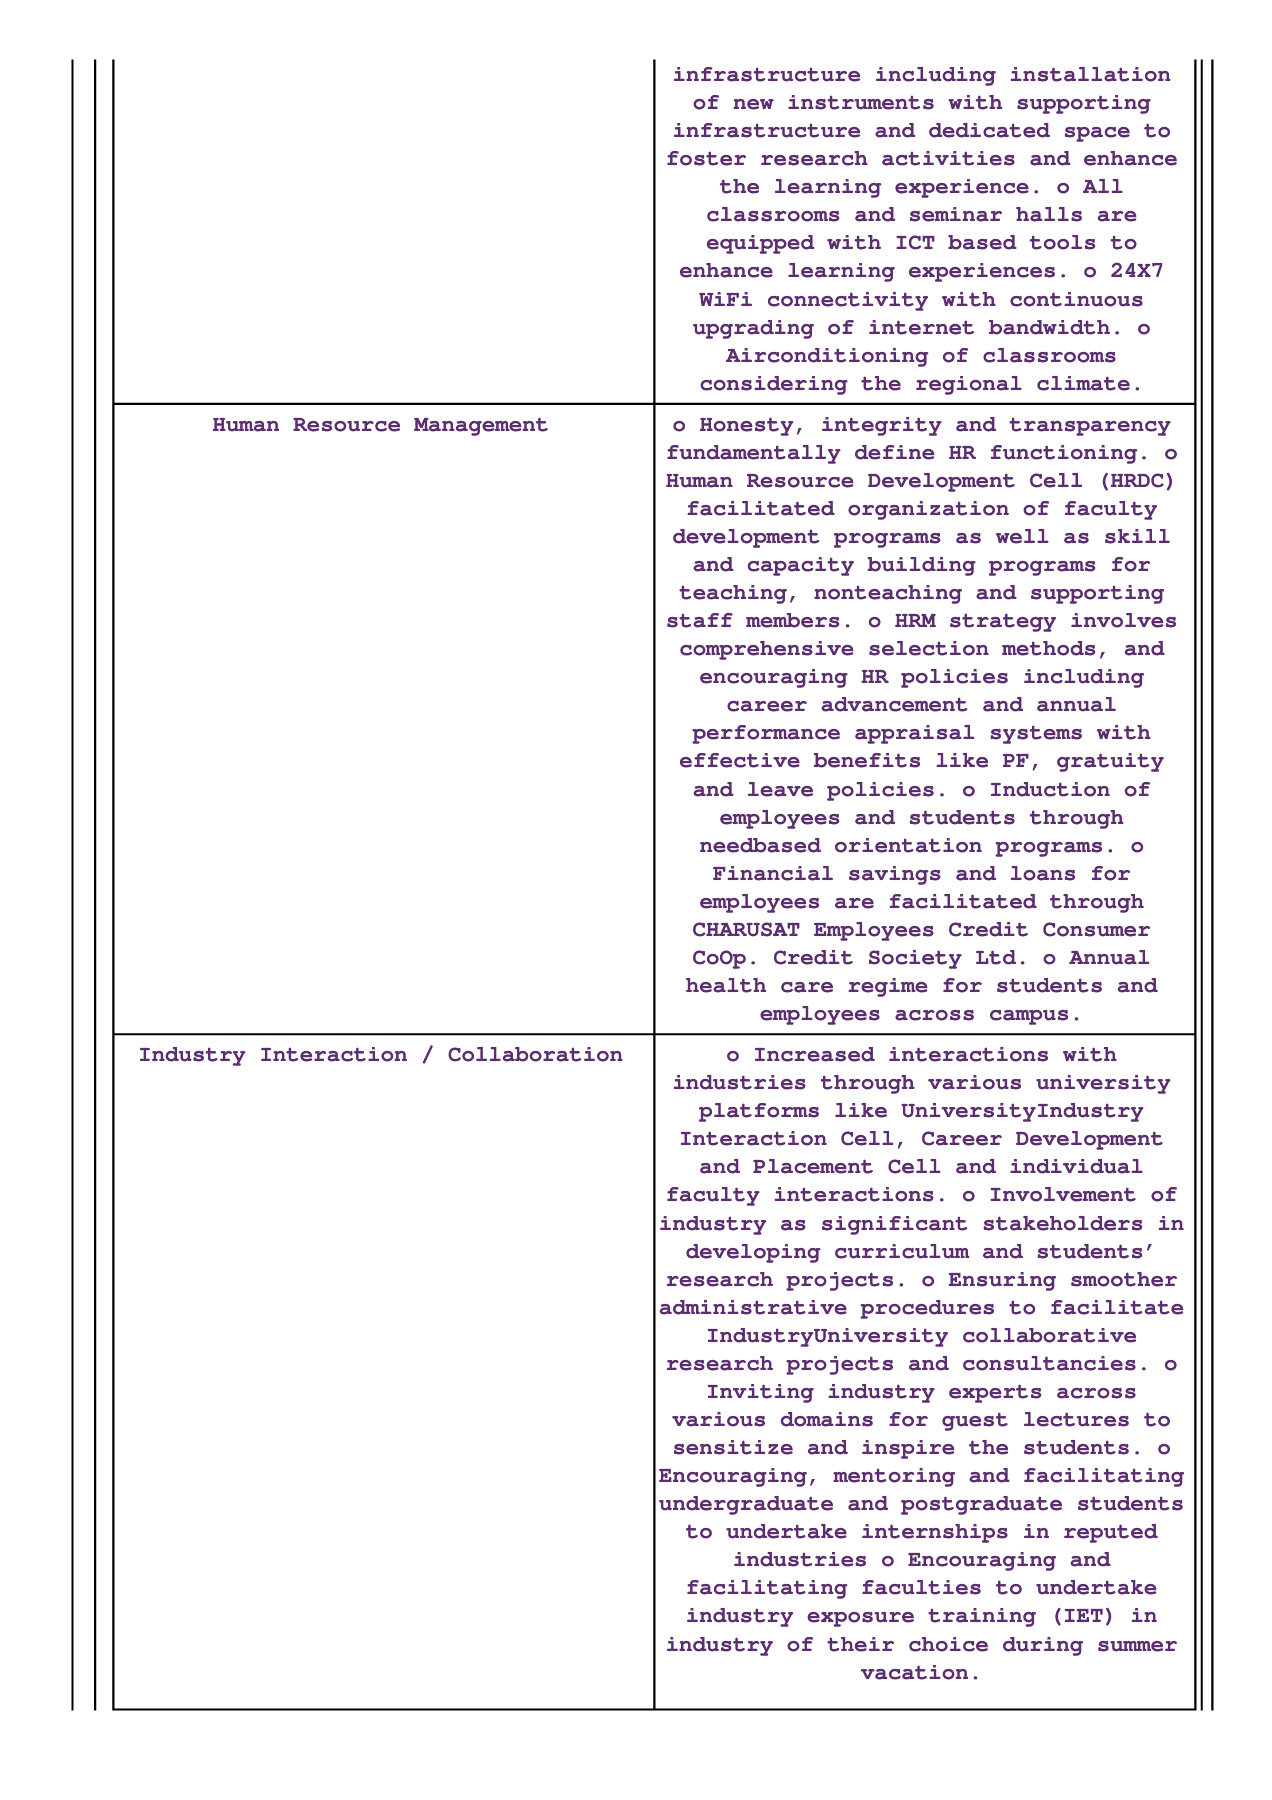 infrastructure including installation
of new instruments with supporting
infrastructure and dedicated space to
foster research activities and enhance
the learning experience. o All
classrooms and seminar halls are
equipped with ICT based tools to
enhance learning experiences. o 24X7
WiFi connectivity with continuous
upgrading of internet bandwidth. o
Airconditioning of classrooms
considering the regional climate.
Human Resource Management
o Honesty, integrity and transparency
fundamentally define HR functioning. o
Human Resource Development Cell (HRDC)
facilitated organization of faculty
development programs as well as skill
and capacity building programs for
teaching, nonteaching and supporting
staff members. o HRM strategy involves
comprehensive selection methods, and
encouraging HR policies including
career advancement and annual
performance appraisal systems with
effective benefits like PF, gratuity
and leave policies. o Induction of
employees and students through
needbased orientation programs. o
Financial savings and loans for
employees are facilitated through
CHARUSAT Employees Credit Consumer
CoOp. Credit Society Ltd. o Annual
health care regime for students and
employees across campus.
Industry Interaction / Collaboration
o Increased interactions with
industries through various university
platforms like UniversityIndustry
Interaction Cell, Career Development
and Placement Cell and individual
faculty interactions. o Involvement of
industry as significant stakeholders in
developing curriculum and students’
research projects. o Ensuring smoother
administrative procedures to facilitate
IndustryUniversity collaborative
research projects and consultancies. o
Inviting industry experts across
various domains for guest lectures to
sensitize and inspire the students. o
Encouraging, mentoring and facilitating
undergraduate and postgraduate students
to undertake internships in reputed
industries o Encouraging and
facilitating faculties to undertake
industry exposure training (IET) in
industry of their choice during summer
vacation.